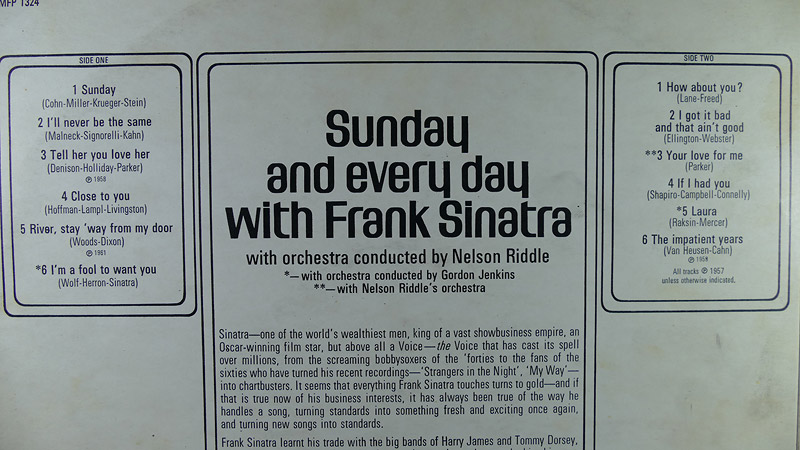 MFP 1324
SIDE ONE
1 Sunday
(Cohn-Miller-Krueger-Stein)
2 I'll never be the same
(Malneck-Signorelli-Kahn)
3 Tell her you love her
(Denison-Holliday-Parker)
℗ 1958
4 Close to you
(Hoffman-Lampl-Livingston)
5 River, stay 'way from my door
(Woods-Dixon)
℗ 1961
*6 I'm a fool to want you
(Wolf-Herron-Sinatra)
Sunday
and every day
with Frank Sinatra
with orchestra conducted by Nelson Riddle
*—with orchestra conducted by Gordon Jenkins
**—with Nelson Riddle's orchestra
Sinatra—one of the world's wealthiest men, king of a vast showbusiness empire, an
Oscar-winning film star, but above all a Voice—the Voice that has cast its spell
over millions, from the screaming bobbysoxers of the 'forties to the fans of the
sixties who have turned his recent recordings—'Strangers in the Night', 'My Way'—
into chartbusters. It seems that everything Frank Sinatra touches turns to gold—and if
that is true now of his business interests, it has always been true of the way he
handles a song, turning standards into something fresh and exciting once again,
and turning new songs into standards.
Frank Sinatra learnt his trade with the big bands of Harry James and Tommy Dorsey,
SIDE TWO
1 How about you?
(Lane-Freed)
2 I got it bad
and that ain't good
(Ellington-Webster)
**3 Your love for me
(Parker)
4 If I had you
(Shapiro-Campbell-Connelly)
*5 Laura
(Raksin-Mercer)
6 The impatient years
(Van Heusen-Cahn)
All tracks ℗ 1957
unless otherwise indicated.